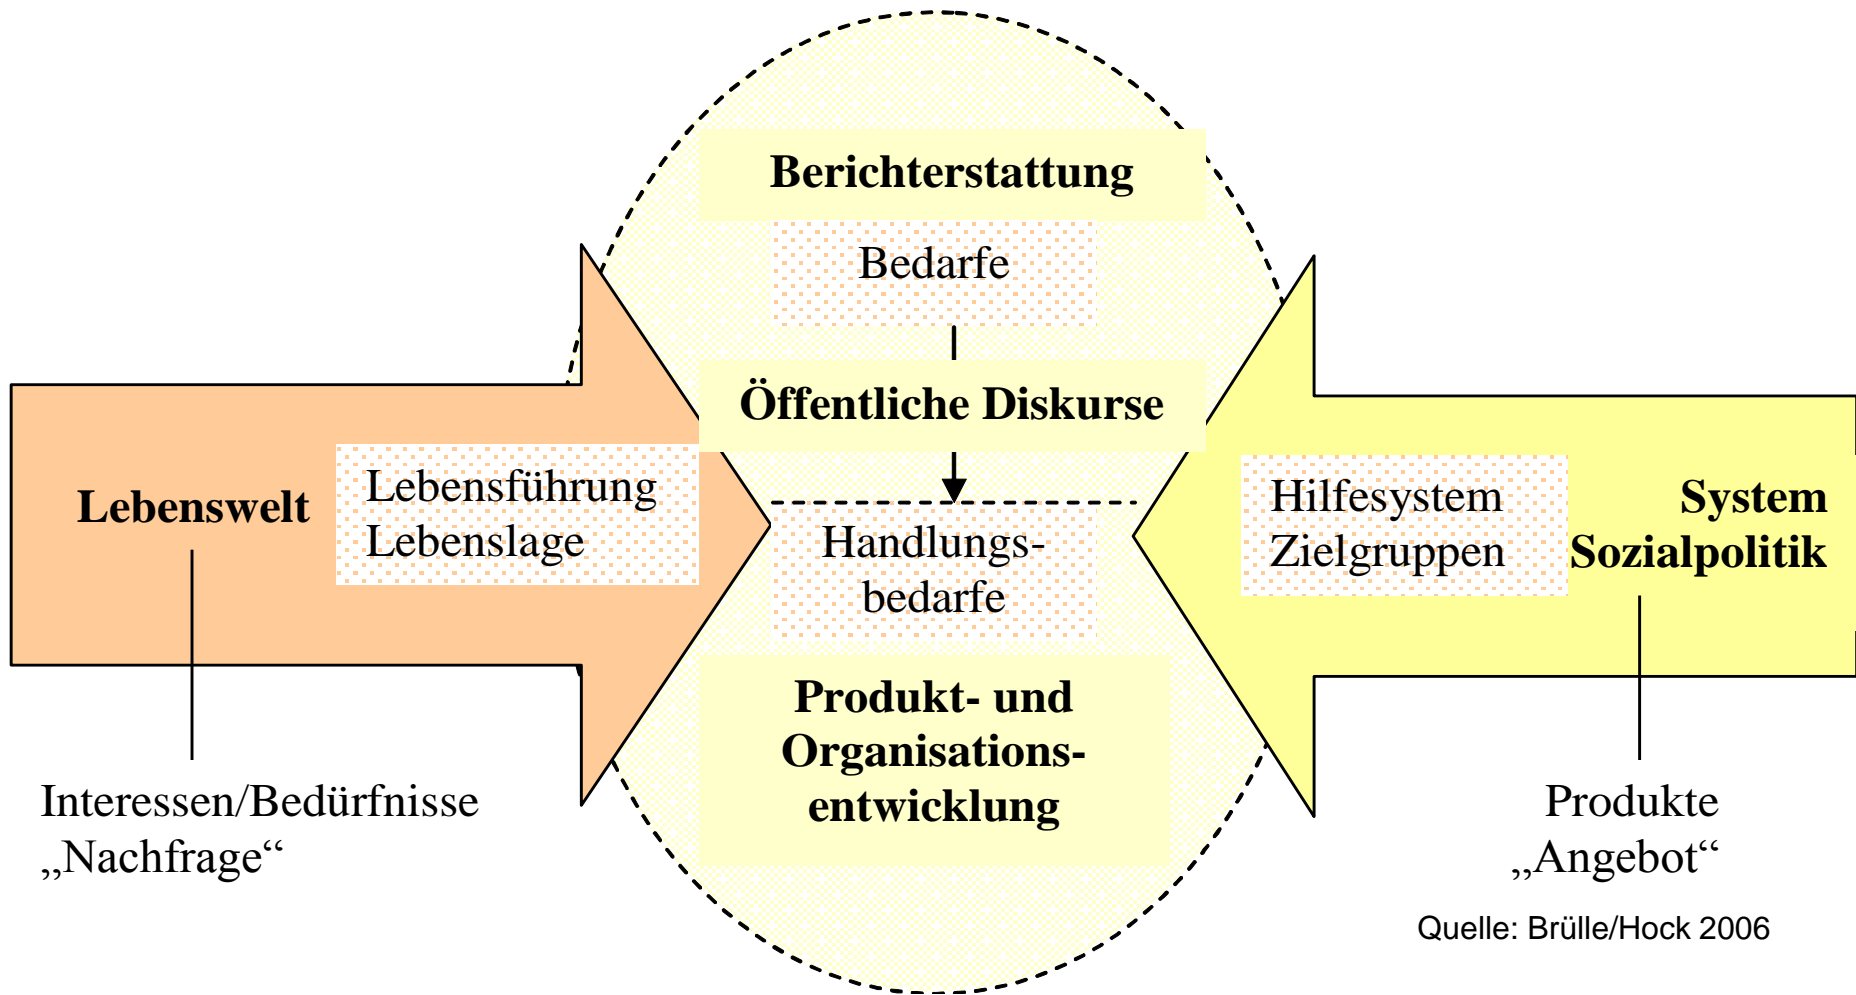 Berichterstattung
Bedarfe
Öffentliche Diskurse
Lebenswelt
Lebensführung
Lebenslage
Handlungs-
bedarfe
Hilfesystem
Zielgruppen
System
Sozialpolitik
Produkt- und
Organisations-
entwicklung
Interessen/Bedürfnisse
„Nachfrage“
Produkte
„Angebot“
Quelle: Brülle/Hock 2006